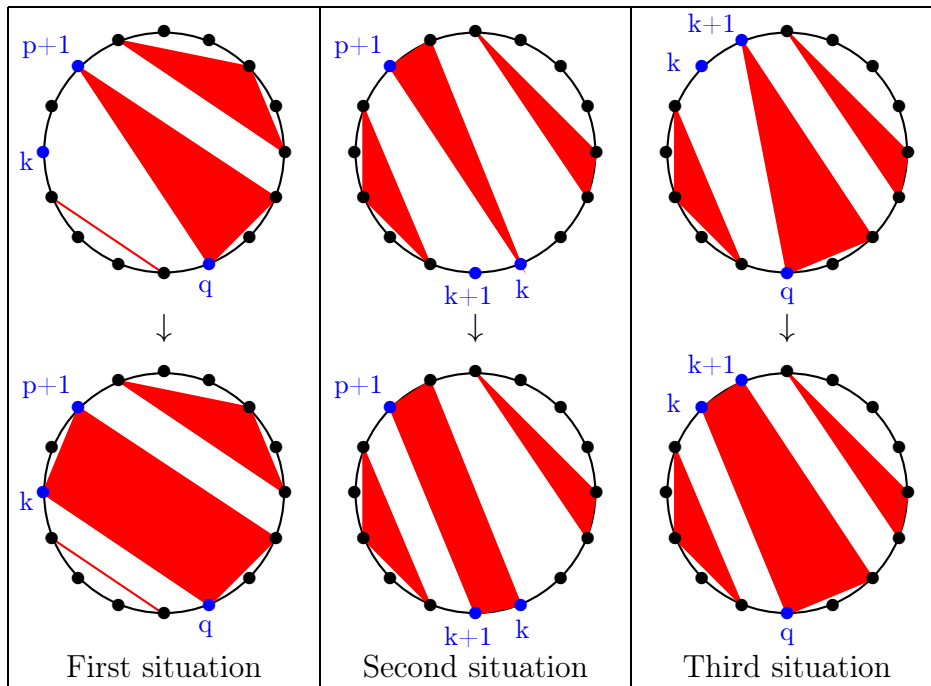 p+1
k
q
↓
p+1
k
q
First situation
p+1
k+1
k
↓
p+1
k+1
k
Second situation
k+1
k
q
↓
k+1
k
q
Third situation